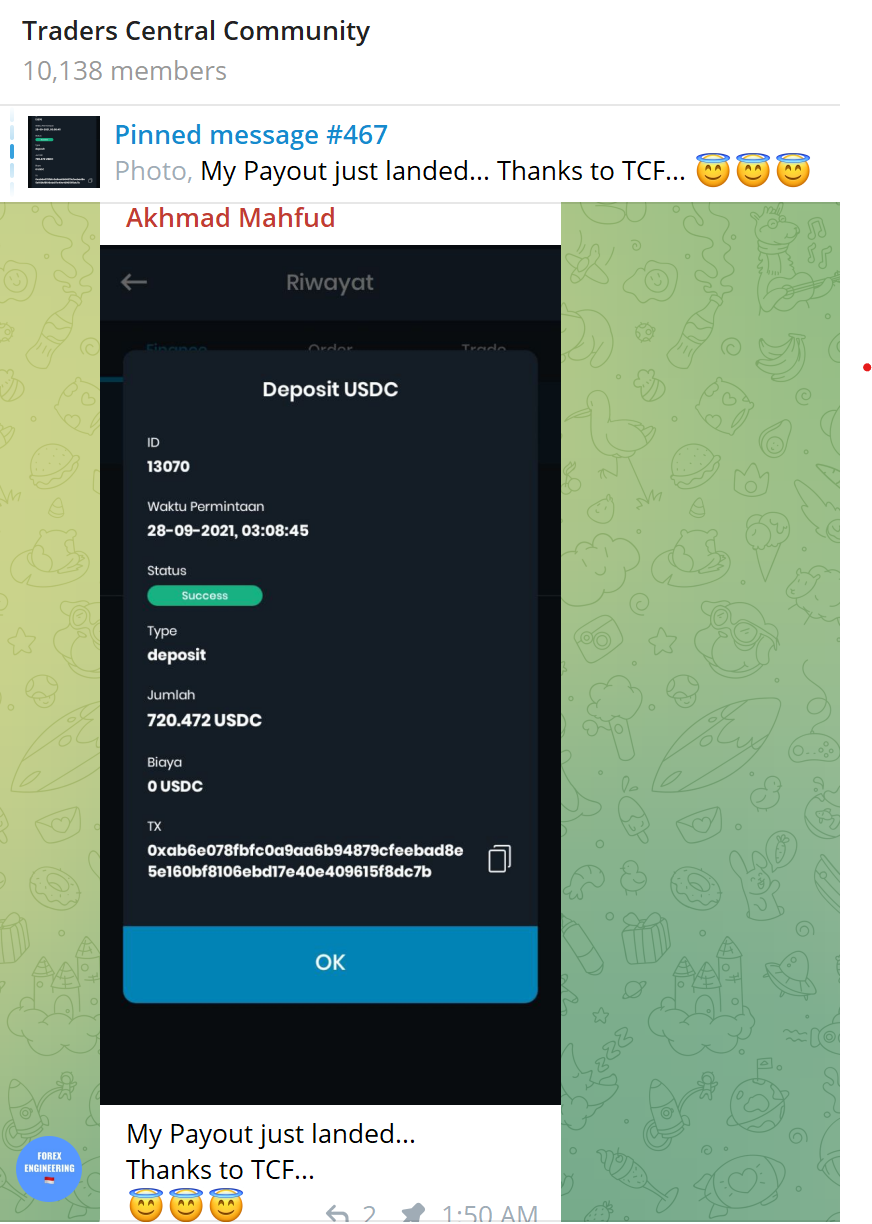 Traders Central Community
10,138 members
Pinned message #467
Photo, My Payout just landed... Thanks to TCF... 😇😇😇
Akhmad Mahfud
Riwayat
Finance Order Trade
Deposit USDC
ID
13070
Waktu Permintaan
28-09-2021, 03:08:45
Status
Success
Type
deposit
Jumlah
720.472 USDC
Biaya
0 USDC
TX
0xab6e078fbfc0a9aa6b94879cfeebad8e
5e160bf8106ebd17e40e409615f8dc7b
OK
My Payout just landed...
Thanks to TCF...
😇😇😇
2 1:50 AM
FOREX
ENGINEERING